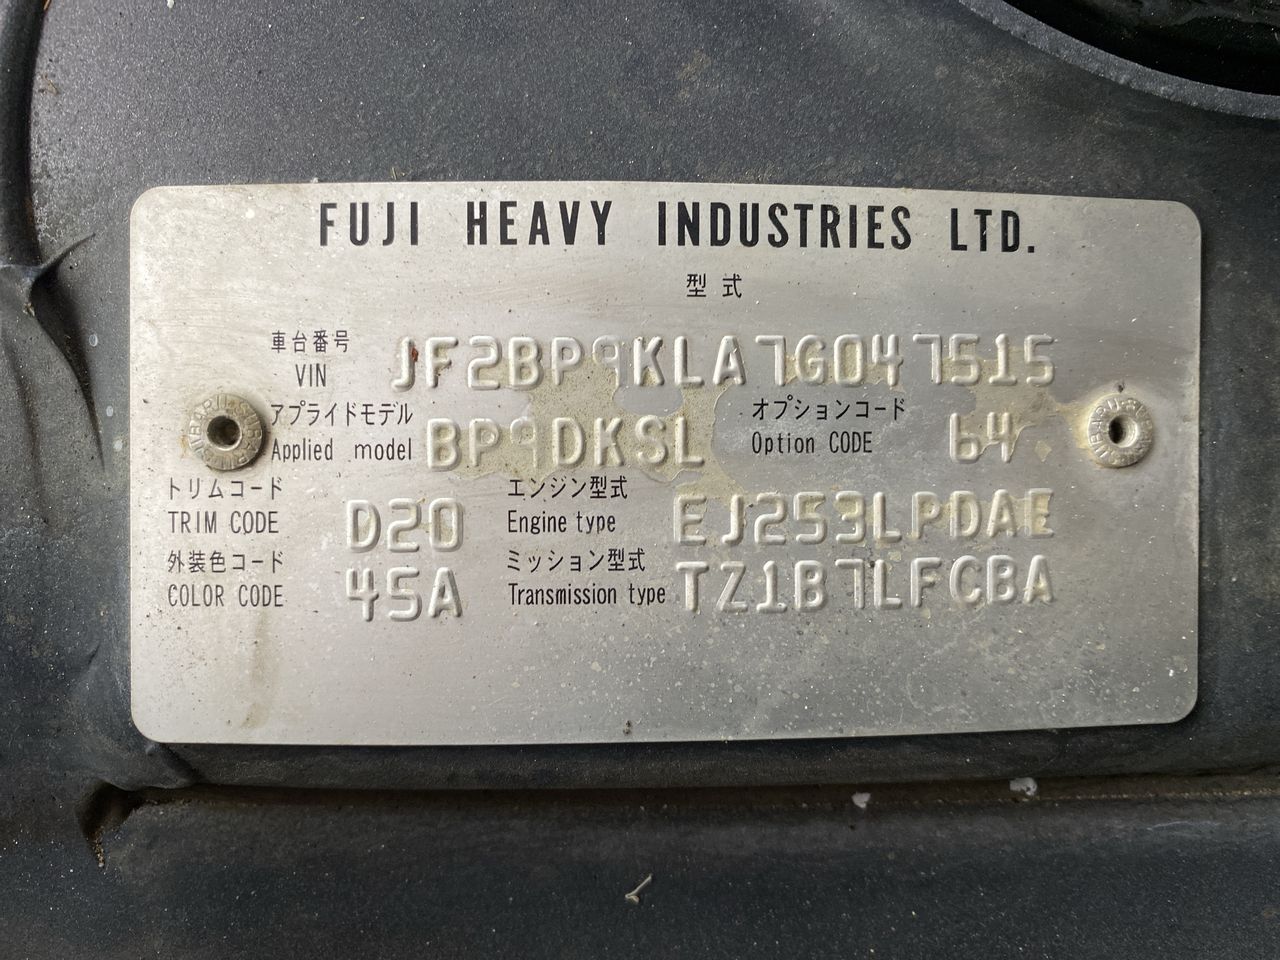 FUJI HEAVY INDUSTRIES LTD.
型式
車台番号
VIN JF2BP9KLA7G047515
アプライドモデル オプションコード
Applied model BP9DKSL Option CODE 64
トリムコード エンジン型式
TRIM CODE D20 Engine type EJ253LPDAE
外装色コード ミッション型式
COLOR CODE 45A Transmission type TZ1B7LFCBA